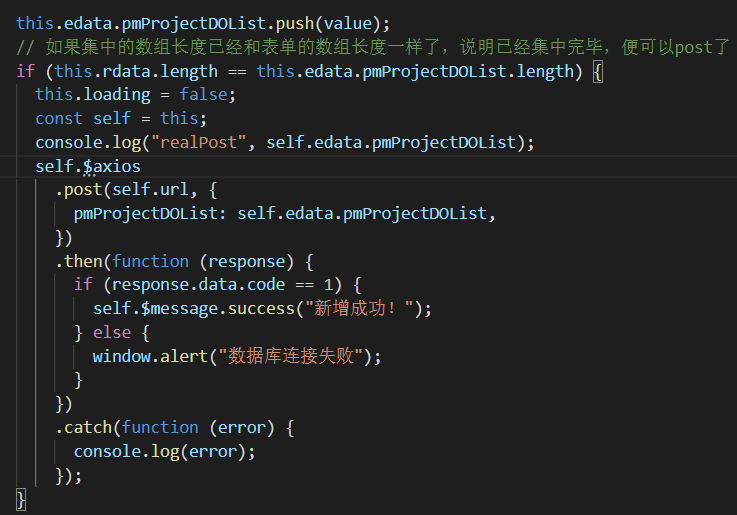 this.edata.pmProjectDOList.push(value);
// 如果集中的数组长度已经和表单的数组长度一样了，说明已经集中完毕，便可以post了
if (this.rdata.length == this.edata.pmProjectDOList.length) {
this.loading = false;
const self = this;
console.log("realPost", self.edata.pmProjectDOList);
self.$axios
.post(self.url, {
pmProjectDOList: self.edata.pmProjectDOList,
})
.then(function (response) {
if (response.data.code == 1) {
self.$message.success("新增成功！");
} else {
window.alert("数据库连接失败");
}
})
.catch(function (error) {
console.log(error);
});
}